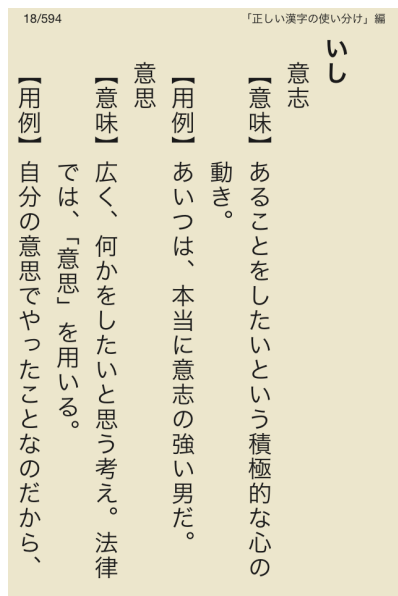 18/594
「正しい漢字の使い分け」編
いし
意志
【意味】あることをしたいという積極的な心の
動き。
【用例】あいつは、本当に意志の強い男だ。
意思
【意味】広く、何かをしたいと思う考え。法律
では、「意思」を用いる。
【用例】自分の意思でやったことなのだから、